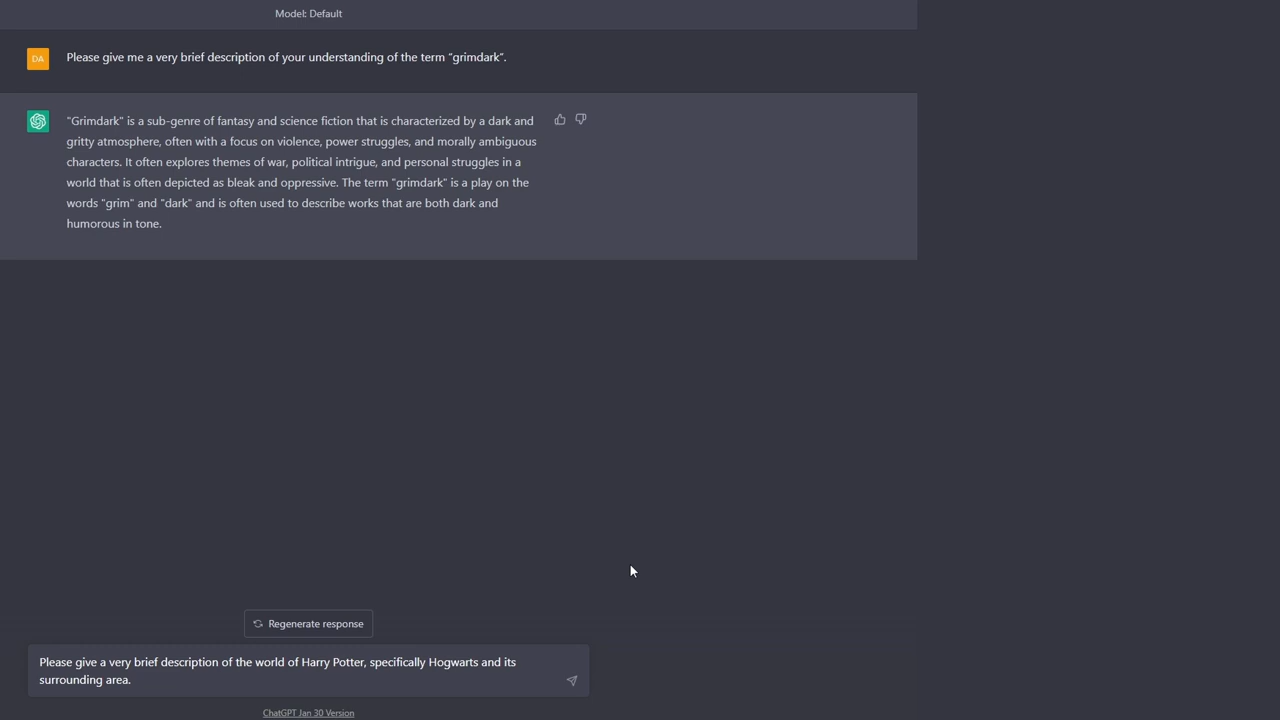 Model: Default
DA
Please give me a very brief description of your understanding of the term “grimdark”.
"Grimdark" is a sub-genre of fantasy and science fiction that is characterized by a dark and
gritty atmosphere, often with a focus on violence, power struggles, and morally ambiguous
characters. It often explores themes of war, political intrigue, and personal struggles in a
world that is often depicted as bleak and oppressive. The term "grimdark" is a play on the
words "grim" and "dark" and is often used to describe works that are both dark and
humorous in tone.
Regenerate response
Please give a very brief description of the world of Harry Potter, specifically Hogwarts and its
surrounding area.
ChatGPT Jan 30 Version